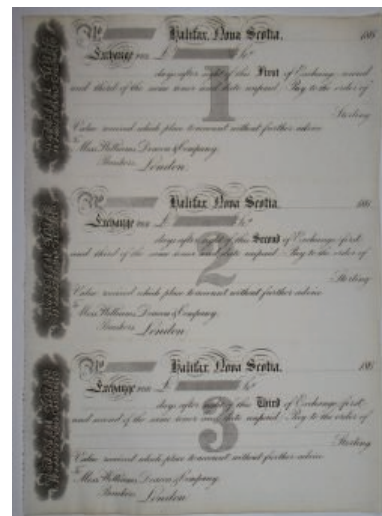 No Halifax, Nova Scotia, 186
Exchange FOR £ Stg
days after sight of this First of Exchange second
and third of the same tenor and date unpaid Pay to the order of
1
Sterling
Value received which place to account without further advice
To
Messrs Williams, Deacon & Company,
Bankers, London.
No Halifax, Nova Scotia, 186
Exchange FOR £ Stg
days after sight of this Second of Exchange first
and third of the same tenor and date unpaid Pay to the order of
2
Sterling
Value received which place to account without further advice
To
Messrs Williams, Deacon & Company,
Bankers, London.
No Halifax, Nova Scotia, 186
Exchange FOR £ Stg
days after sight of this Third of Exchange first
and second of the same tenor and date unpaid Pay to the order of
3
Sterling
Value received which place to account without further advice
To
Messrs Williams, Deacon & Company,
Bankers, London.